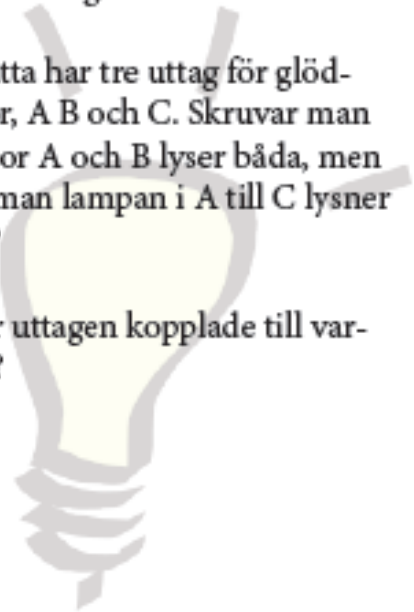 tta har tre uttag för glöd-
r, A B och C. Skruvar man
or A och B lyser båda, men
man lampan i A till C lysner
r uttagen kopplade till var-
?